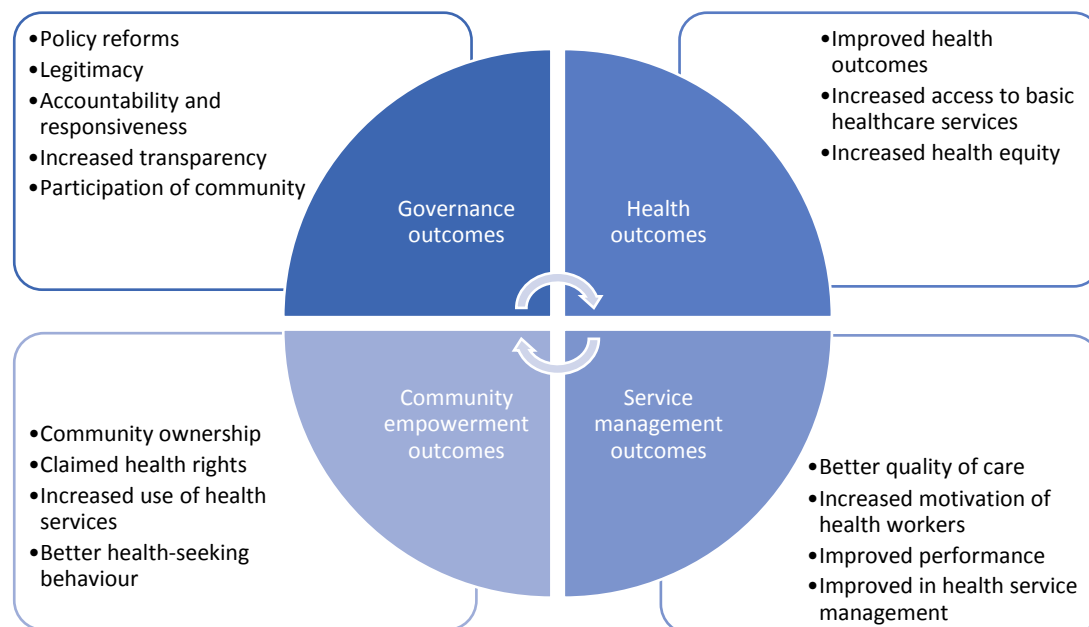 •Policy reforms
•Legitimacy
•Accountability and
responsiveness
•Increased transparency
•Participation of community
•Improved health
outcomes
•Increased access to basic
healthcare services
•Increased health equity
Governance
outcomes
Health
outcomes
Community
empowerment
outcomes
Service
management
outcomes
•Community ownership
•Claimed health rights
•Increased use of health
services
•Better health-seeking
behaviour
•Better quality of care
•Increased motivation of
health workers
•Improved performance
•Improved in health service
management